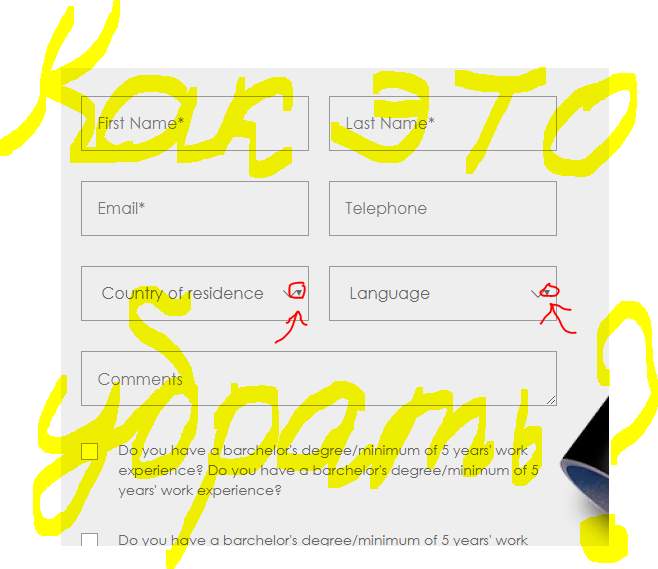 Как это
First Name*
Last Name*
Email*
Telephone
Country of residence
Language
убрать?
Comments
Do you have a barchelor's degree/minimum of 5 years' work
experience? Do you have a barchelor's degree/minimum of 5
years' work experience?
Do you have a barchelor's degree/minimum of 5 years' work